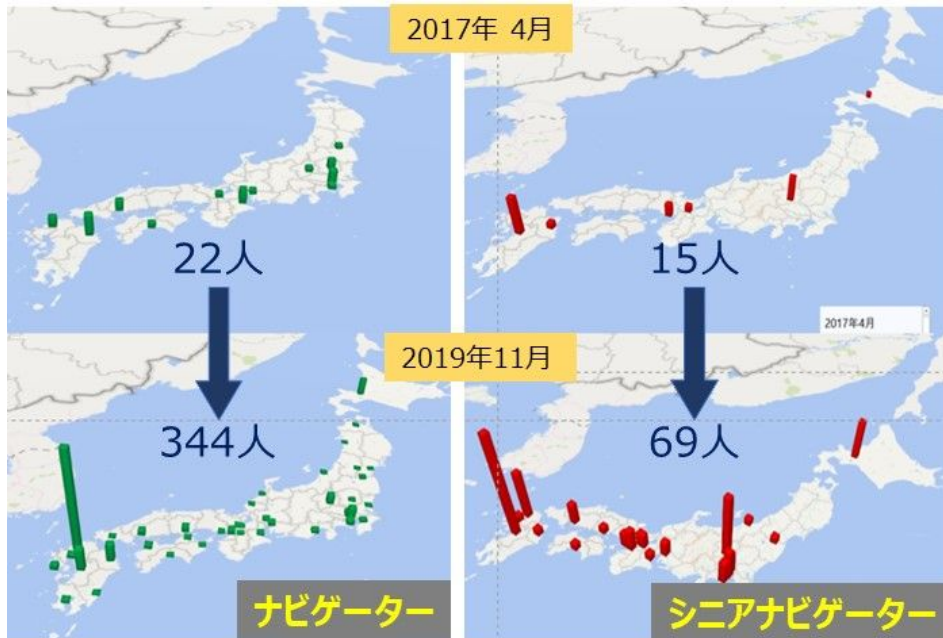 2017年 4月
22人
15人
2017年4月
2019年11月
344人
69人
ナビゲーター
シニアナビゲーター